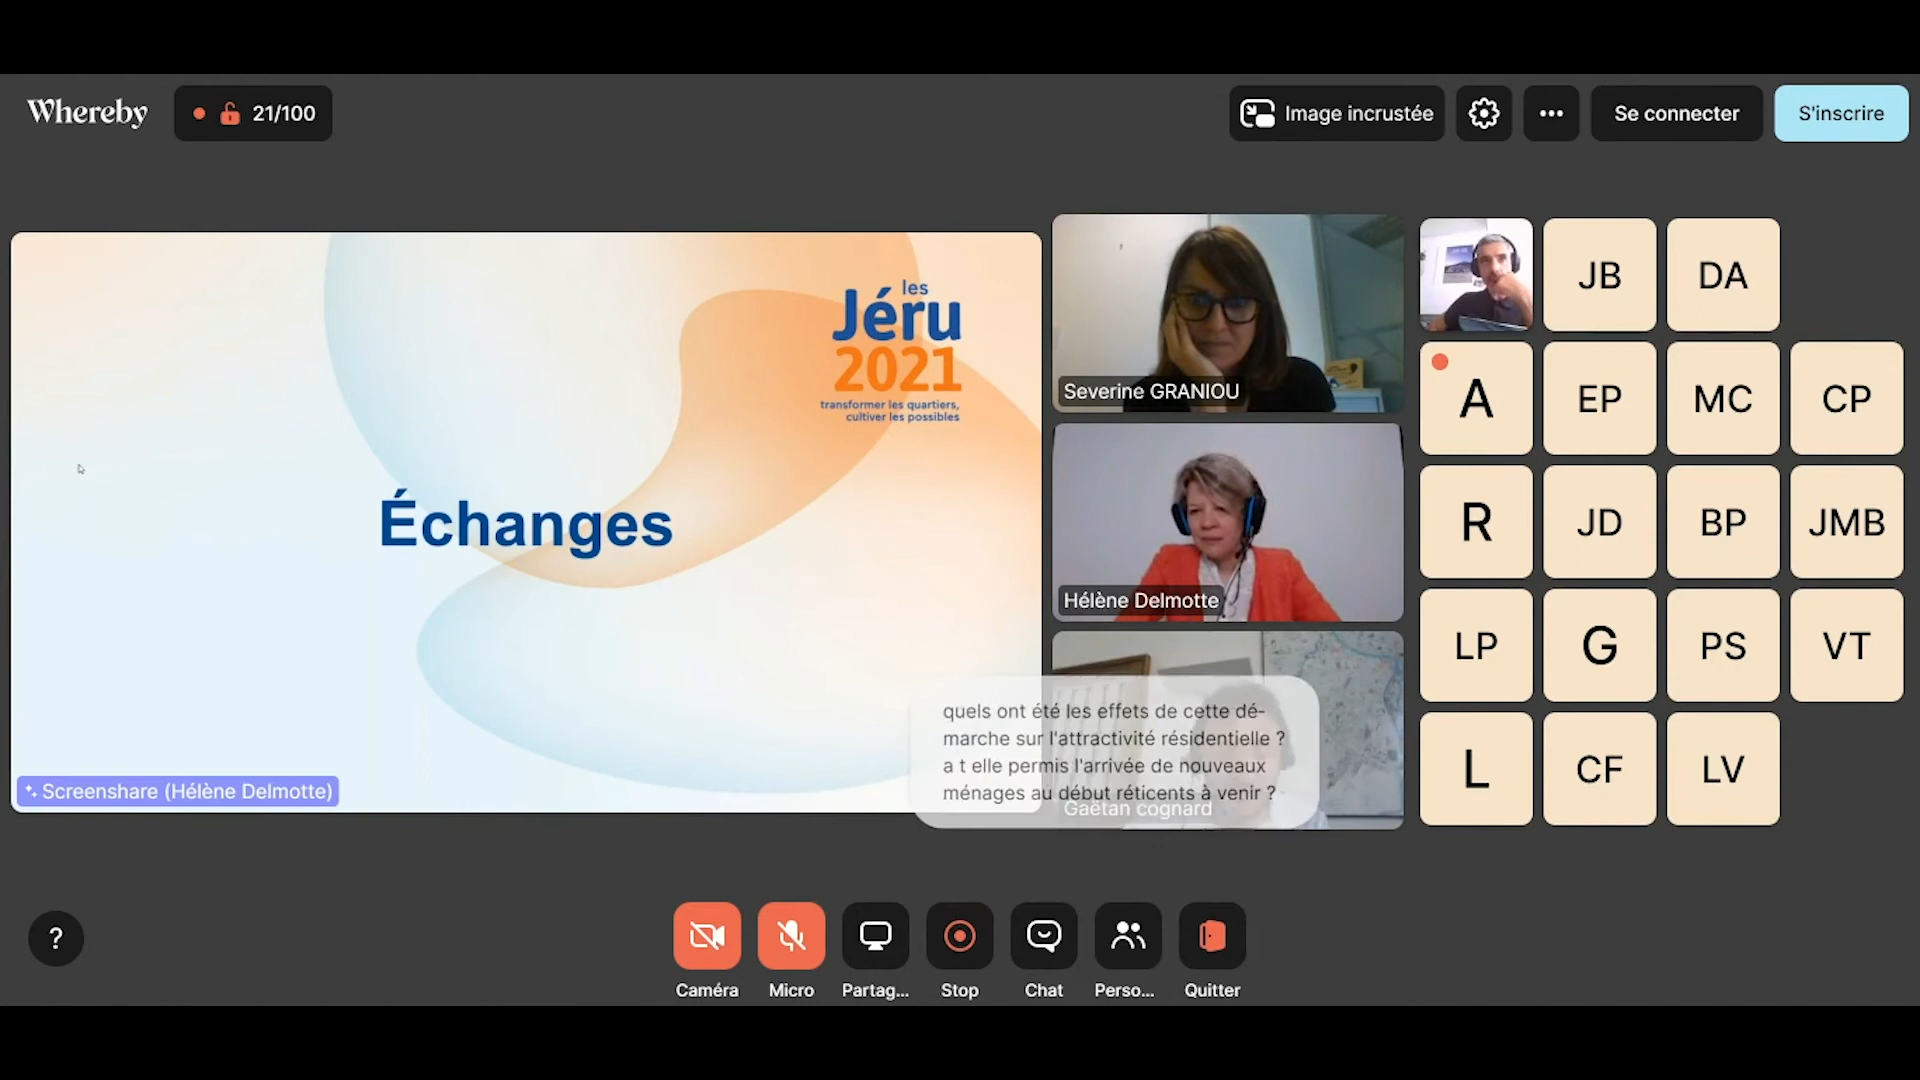 Whereby
21/100
Image incrustée
Se connecter
S'inscrire
les
Jéru
2021
transformer les quartiers,
cultiver les possibles
Échanges
Screenshare (Hélène Delmotte)
Severine GRANIOU
Hélène Delmotte
quels ont été les effets de cette dé-
marche sur l'attractivité résidentielle ?
a t elle permis l'arrivée de nouveaux
ménages au début réticents à venir ?
Gaëtan cognard
JB
DA
A
EP
MC
CP
R
JD
BP
JMB
LP
G
PS
VT
L
CF
LV
?
Caméra
Micro
Partag...
Stop
Chat
Perso...
Quitter